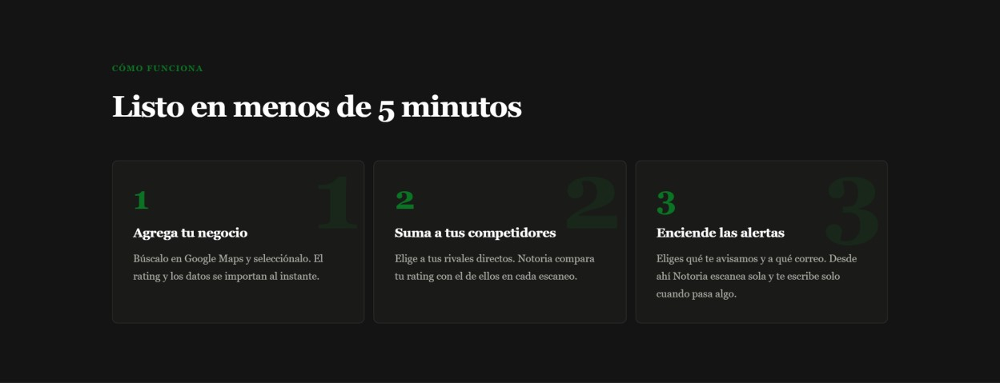 CÓMO FUNCIONA
Listo en menos de 5 minutos
1
1
Agrega tu negocio
Búscalo en Google Maps y selecciónalo. El
rating y los datos se importan al instante.
2
2
Suma a tus competidores
Elige a tus rivales directos. Notoria compara
tu rating con el de ellos en cada escaneo.
3
3
Enciende las alertas
Eliges qué te avisamos y a qué correo. Desde
ahí Notoria escanea sola y te escribe solo
cuando pasa algo.